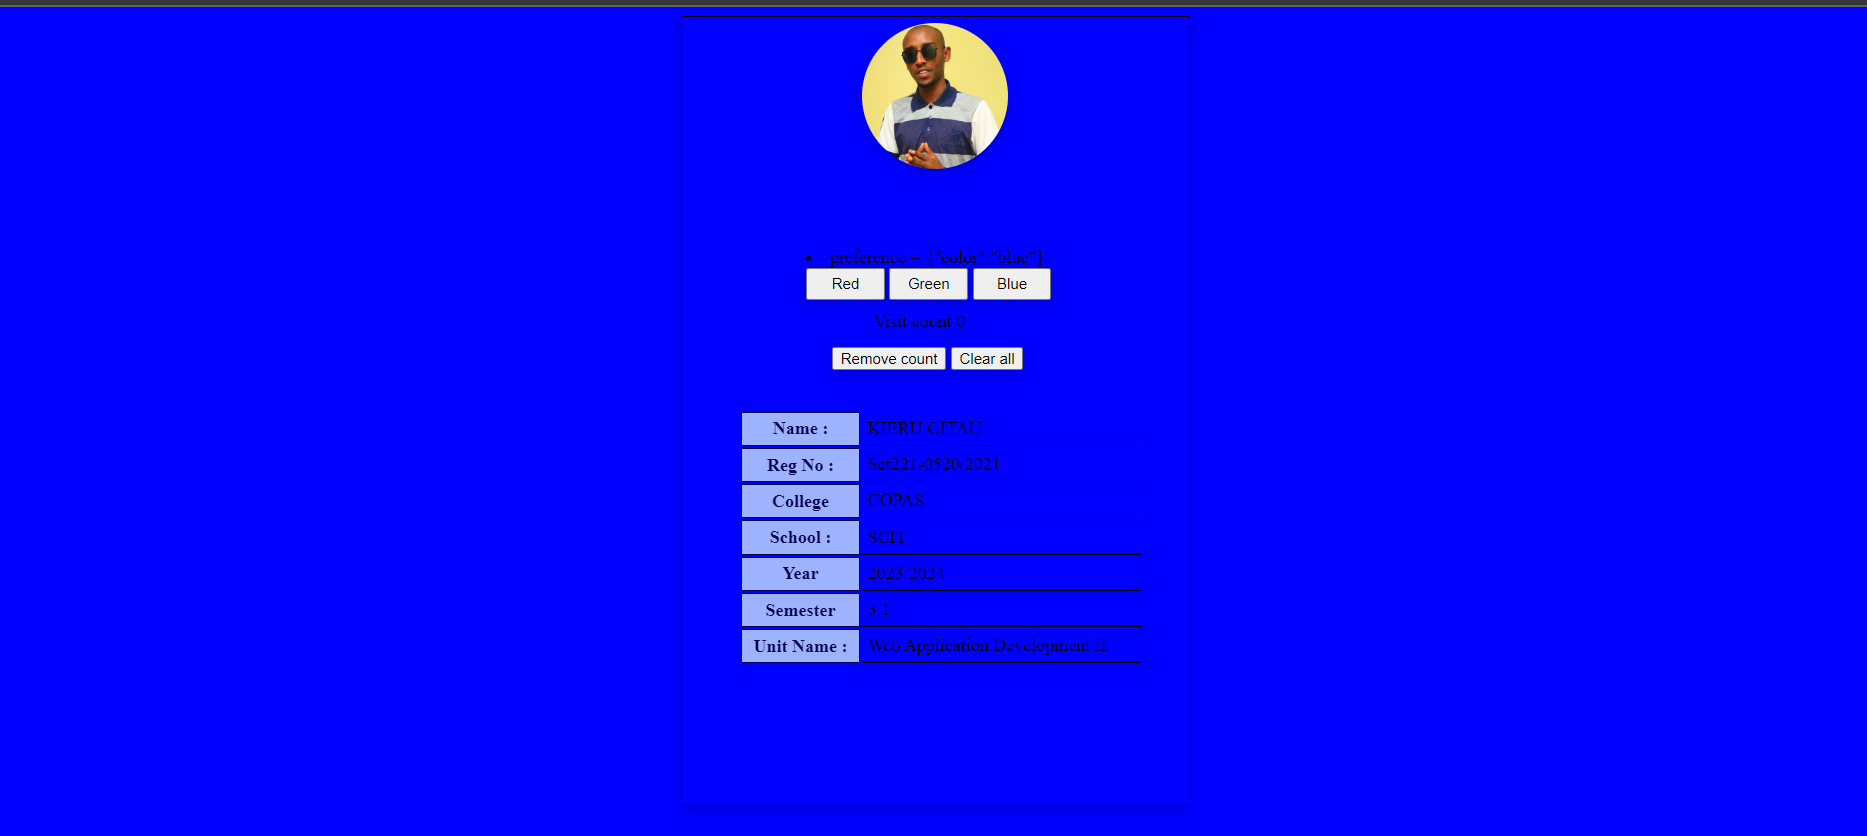 preference = {"color":"blue"}
Red Green Blue
Visit count 0
Remove count Clear all
Name : KIERU GITAU
Reg No : Sct221-0520/2021
College COPAS
School : SCIT
Year 2023/2024
Semester 3.1
Unit Name : Web Application Development II